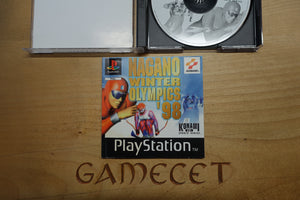 NAGANO
WINTER
OLYMPICS
'98
KONAMI
PlayStation
GAMECET